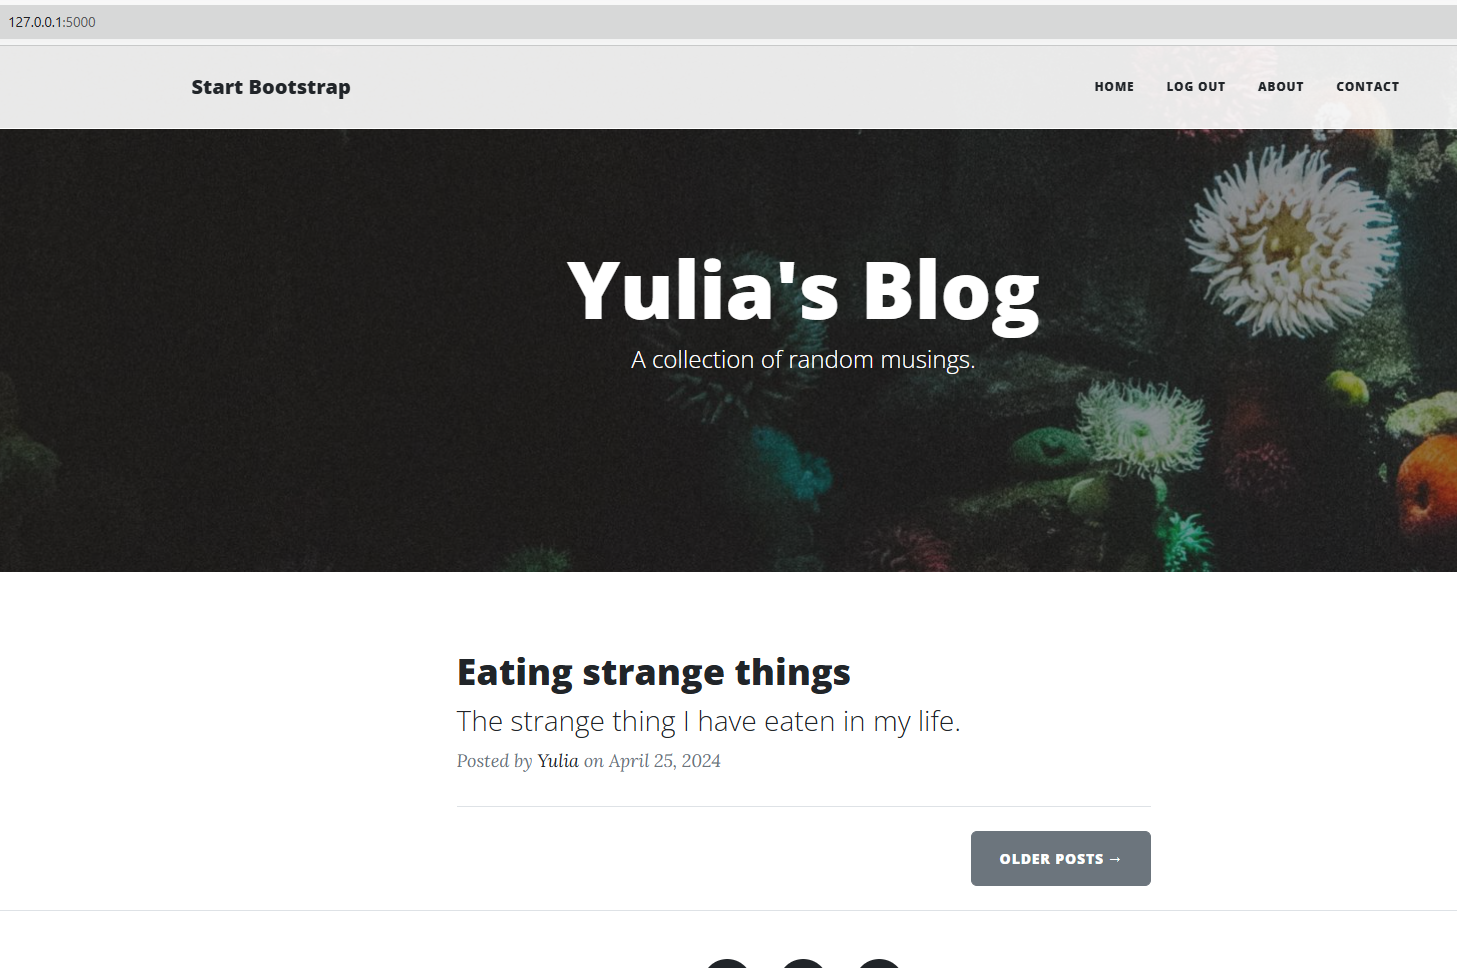 127.0.0.1:5000
Start Bootstrap
HOME LOG OUT ABOUT CONTACT
Yulia's Blog
A collection of random musings.
Eating strange things
The strange thing I have eaten in my life.
Posted by Yulia on April 25, 2024
OLDER POSTS →